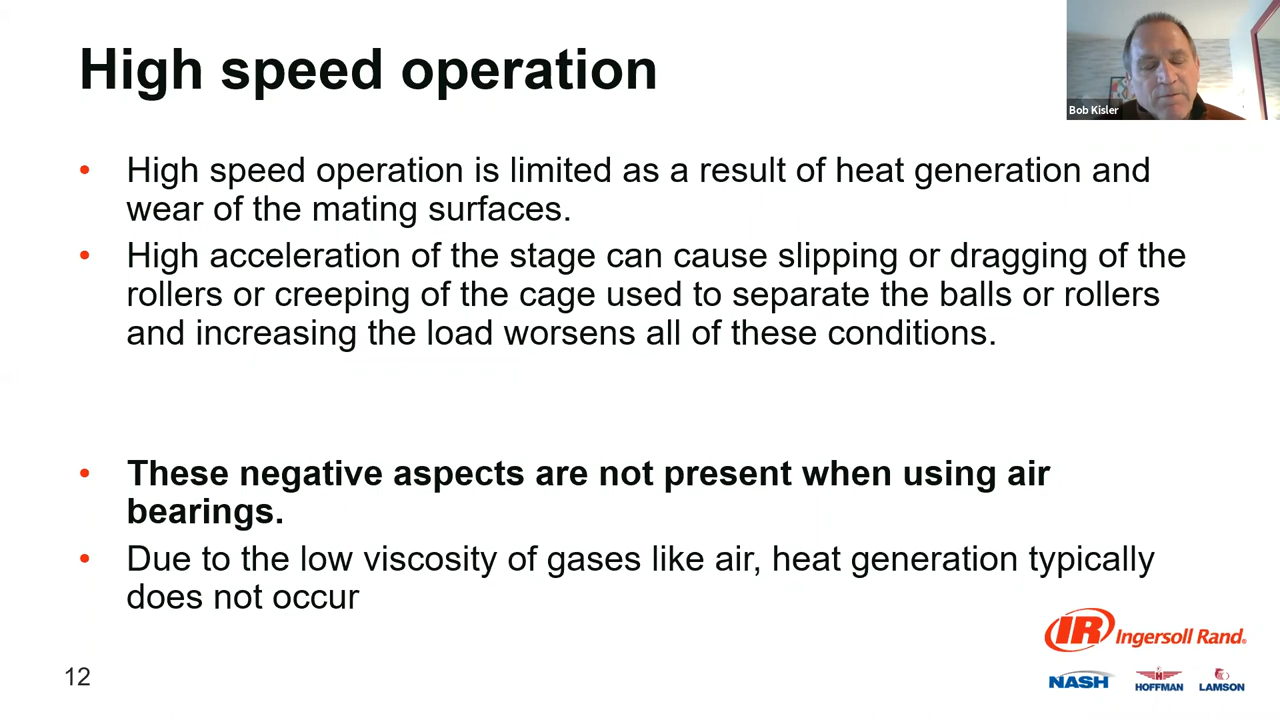 High speed operation
Bob Kisler
• High speed operation is limited as a result of heat generation and
wear of the mating surfaces.
• High acceleration of the stage can cause slipping or dragging of the
rollers or creeping of the cage used to separate the balls or rollers
and increasing the load worsens all of these conditions.
• These negative aspects are not present when using air
bearings.
• Due to the low viscosity of gases like air, heat generation typically
does not occur
IR Ingersoll Rand®
12
NASH HOFFMAN LAMSON